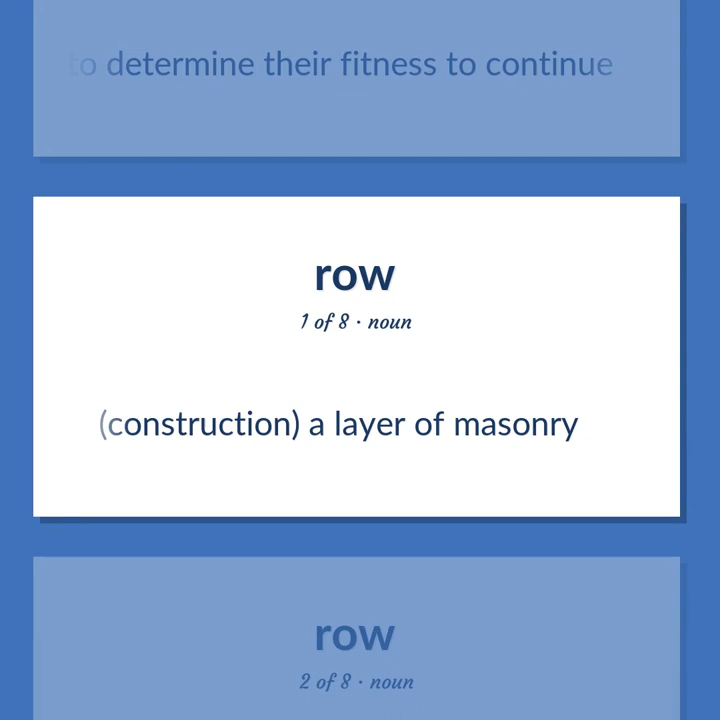 to determine their fitness to continue
row
1 of 8 · noun
(construction) a layer of masonry
row
2 of 8 · noun